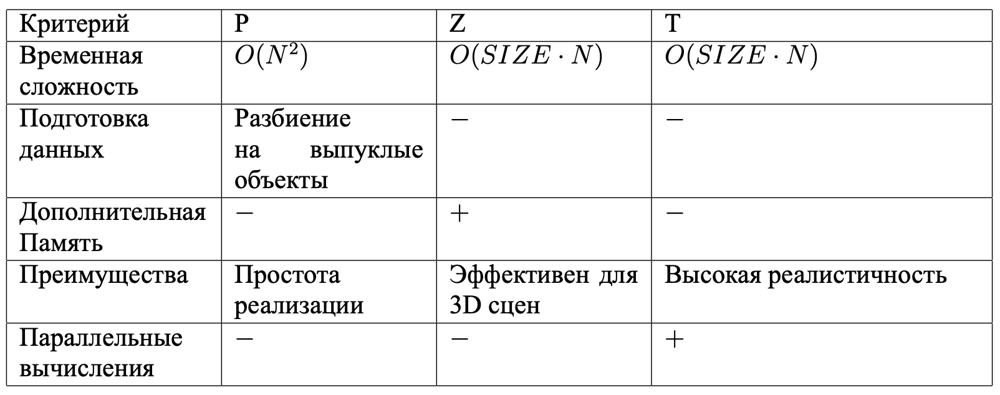 Критерий P Z T
Временная $O(N^2)$ $O(SIZE \cdot N)$ $O(SIZE \cdot N)$
сложность
Подготовка Разбиение − −
данных на выпуклые
объекты
Дополнительная − + −
Память
Преимущества Простота Эффективен для Высокая реалистичность
реализации 3D сцен
Параллельные − − +
вычисления